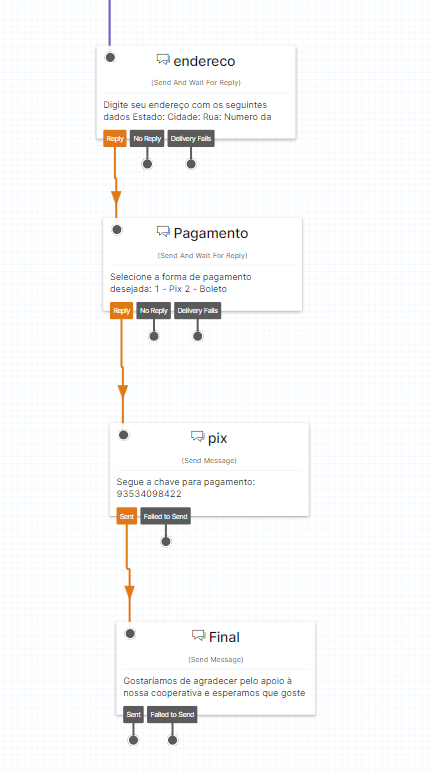 endereco
(Send And Wait For Reply)
Digite seu endereço com os seguintes
dados Estado: Cidade: Rua: Numero da
Reply No Reply Delivery Fails
Pagamento
(Send And Wait For Reply)
Selecione a forma de pagamento
desejada: 1 - Pix 2 - Boleto
Reply No Reply Delivery Fails
pix
(Send Message)
Segue a chave para pagamento:
93534098422
Sent Failed to Send
Final
(Send Message)
Gostaríamos de agradecer pelo apoio à
nossa cooperativa e esperamos que goste
Sent Failed to Send